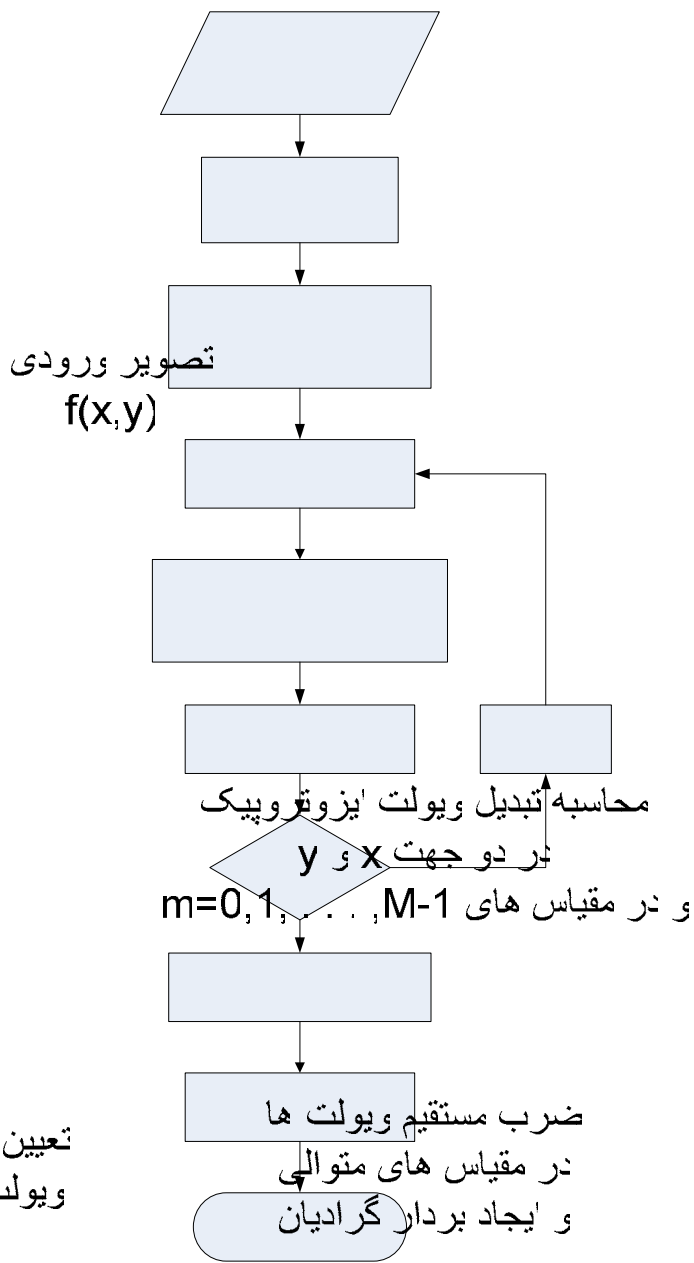 تصویر ورودی
f(x,y)
محاسبه تبدیل ویولت ایزوتروپیک
در دو جهت x و y
و در مقیاس های m=0,1, . . . ,M-1
ضرب مستقیم ویولت ها
در مقیاس های متوالی
و ایجاد بردار گرادیان
تعیین